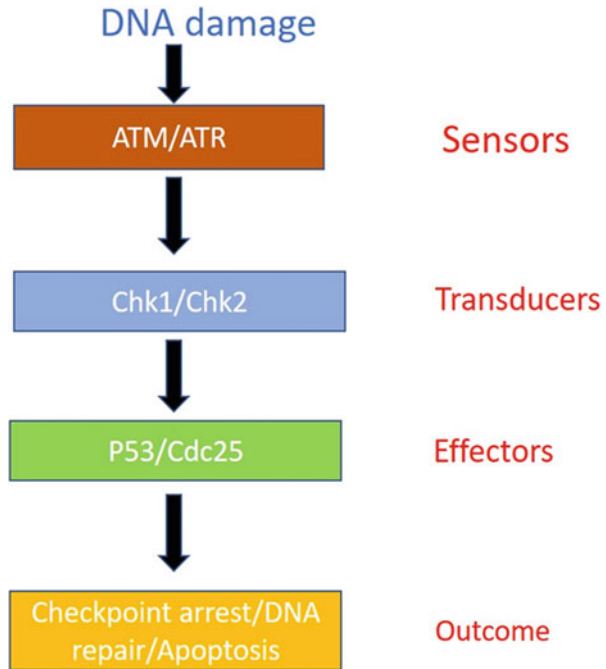 DNA damage
ATM/ATR
Sensors
Chk1/Chk2
Transducers
P53/Cdc25
Effectors
Checkpoint arrest/DNA
repair/Apoptosis
Outcome